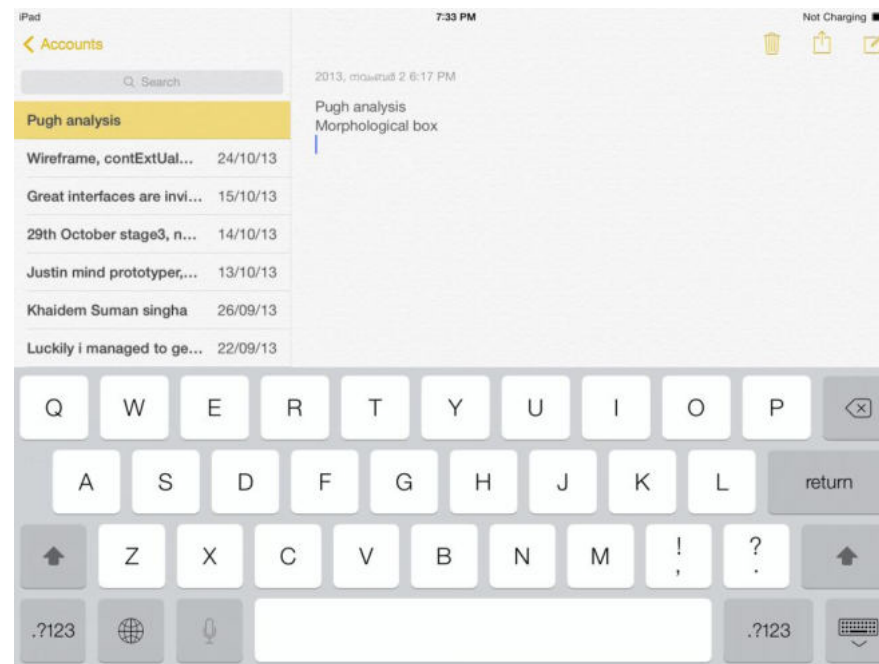 iPad
7:33 PM
Not Charging
Accounts
Search
2013, 2 6:17 PM
Pugh analysis
Morphological box
Pugh analysis
Wireframe, contExtUal... 24/10/13
Great interfaces are invi... 15/10/13
29th October stage3, n... 14/10/13
Justin mind prototyper,... 13/10/13
Khaidem Suman singha 26/09/13
Luckily i managed to ge... 22/09/13
Q W E R T Y U I O P
A S D F G H J K L return
Z X C V B N M ! , ? .
.?123 .?123